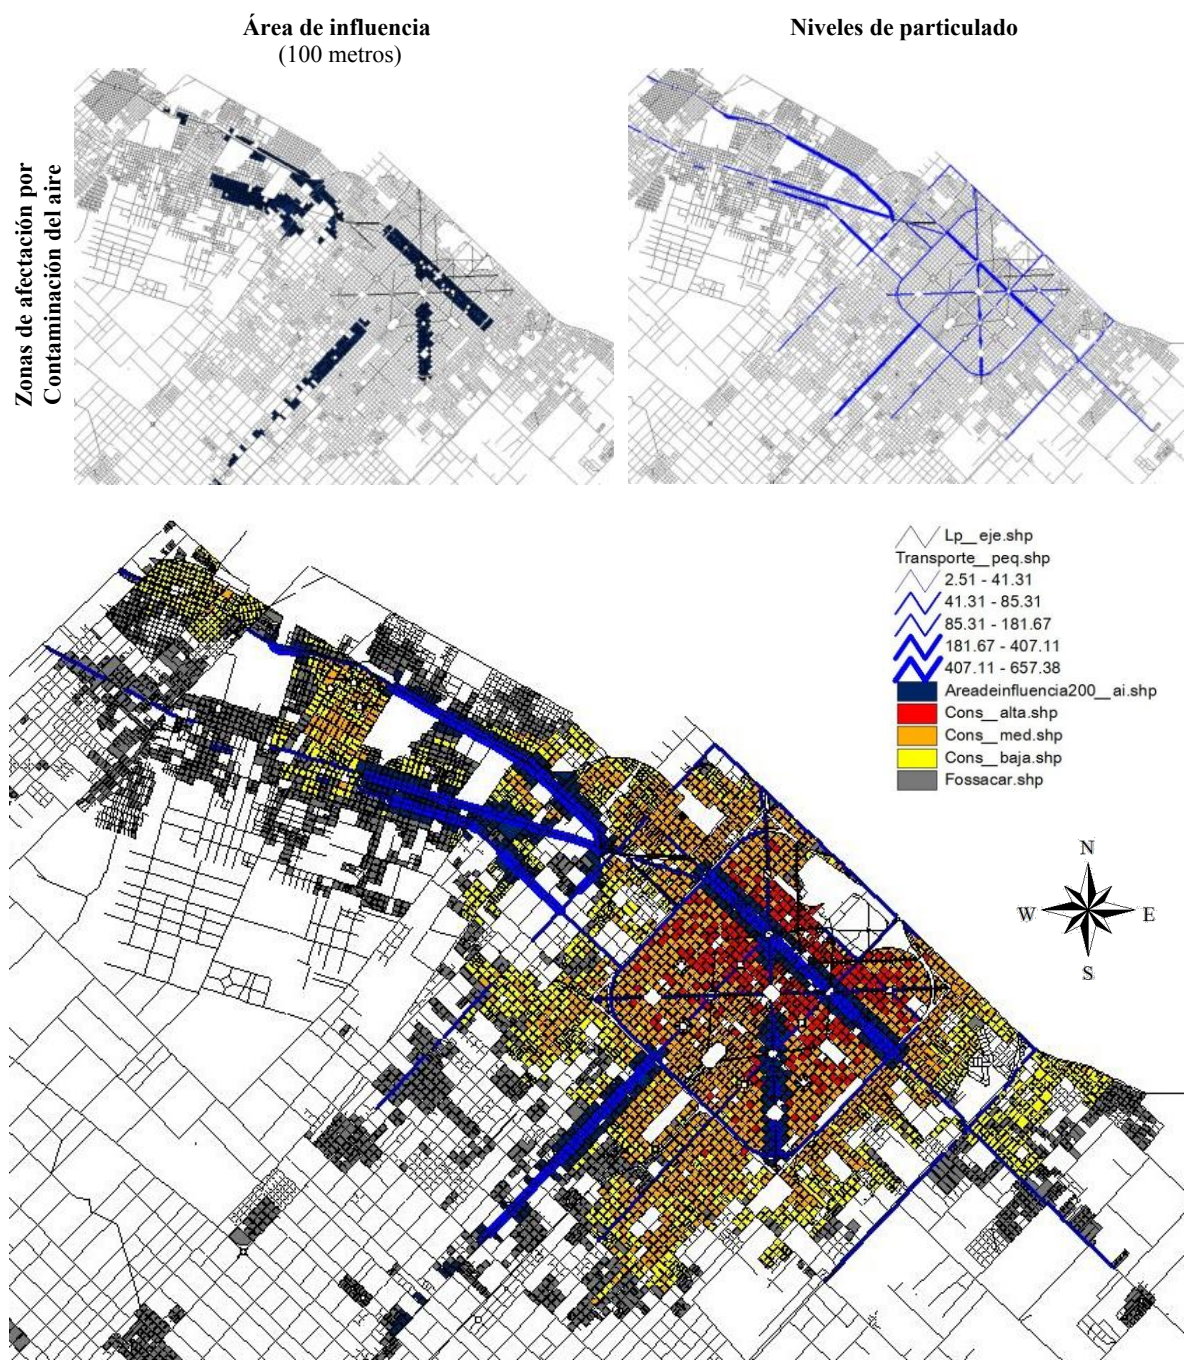 Área de influencia
(100 metros)
Niveles de particulado
Zonas de afectación por
Contaminación del aire
Lp__eje.shp
Transporte__peq.shp
2.51 - 41.31
41.31 - 85.31
85.31 - 181.67
181.67 - 407.11
407.11 - 657.38
Areadeinfluencia200__ai.shp
Cons__alta.shp
Cons__med.shp
Cons__baja.shp
Fossacar.shp
N
W E
S